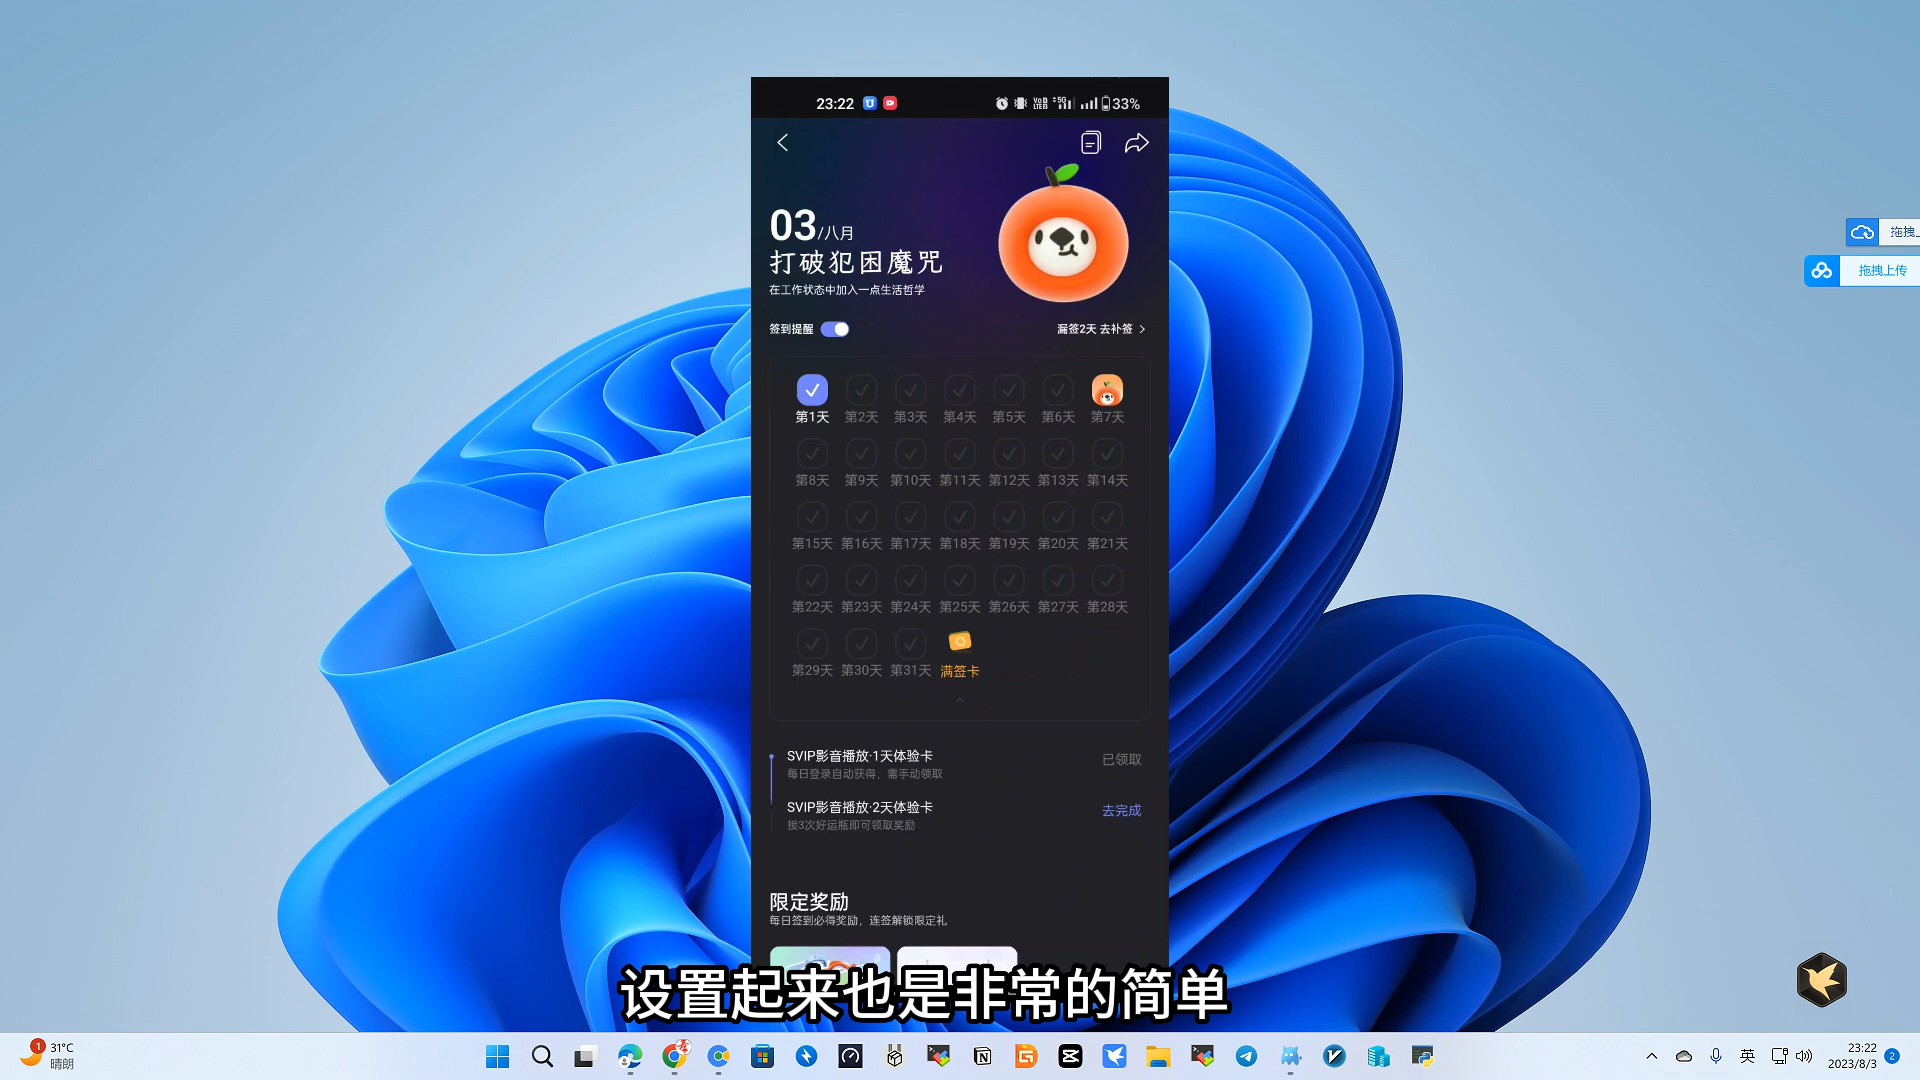 23:22
33%
03/八月
打破犯困魔咒
在工作状态中加入一点生活哲学
签到提醒
漏签2天 去补签
第1天 第2天 第3天 第4天 第5天 第6天 第7天
第8天 第9天 第10天 第11天 第12天 第13天 第14天
第15天 第16天 第17天 第18天 第19天 第20天 第21天
第22天 第23天 第24天 第25天 第26天 第27天 第28天
第29天 第30天 第31天 满签卡
SVIP影音播放·1天体验卡
已领取
每日登录自动获得，需手动领取
SVIP影音播放·2天体验卡
去完成
接3次好运瓶即可领取奖励
限定奖励
每日签到必得奖励，连签解锁限定礼
设置起来也是非常的简单
拖拽上传
1
31°C
晴朗
英
23:22
2023/8/3
2